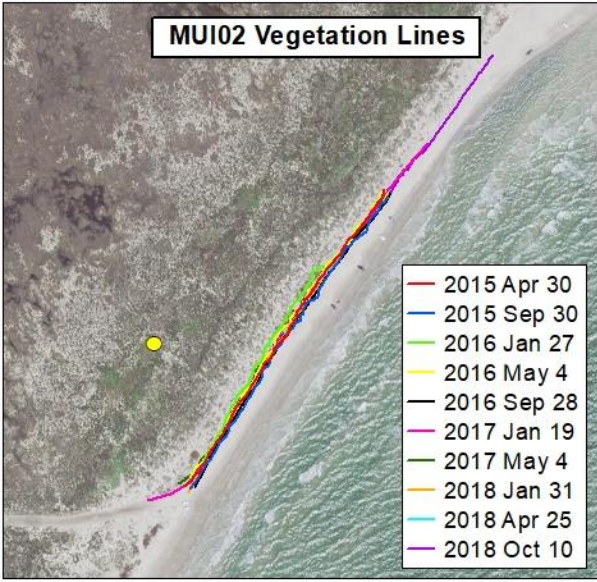 MUI02 Vegetation Lines
2015 Apr 30
2015 Sep 30
2016 Jan 27
2016 May 4
2016 Sep 28
2017 Jan 19
2017 May 4
2018 Jan 31
2018 Apr 25
2018 Oct 10